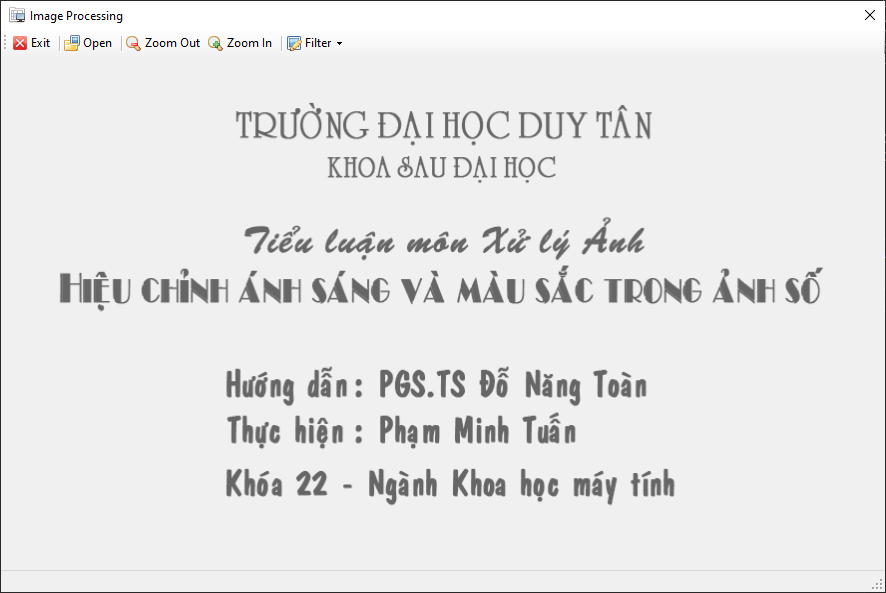 Image Processing
Exit Open Zoom Out Zoom In Filter
TRƯỜNG ĐẠI HỌC DUY TÂN
KHOA SAU ĐẠI HỌC
Tiểu luận môn Xử lý Ảnh
HIỆU CHỈNH ÁNH SÁNG VÀ MÀU SẮC TRONG ẢNH SỐ
Hướng dẫn : PGS.TS Đỗ Năng Toàn
Thực hiện : Phạm Minh Tuấn
Khóa 22 - Ngành Khoa học máy tính